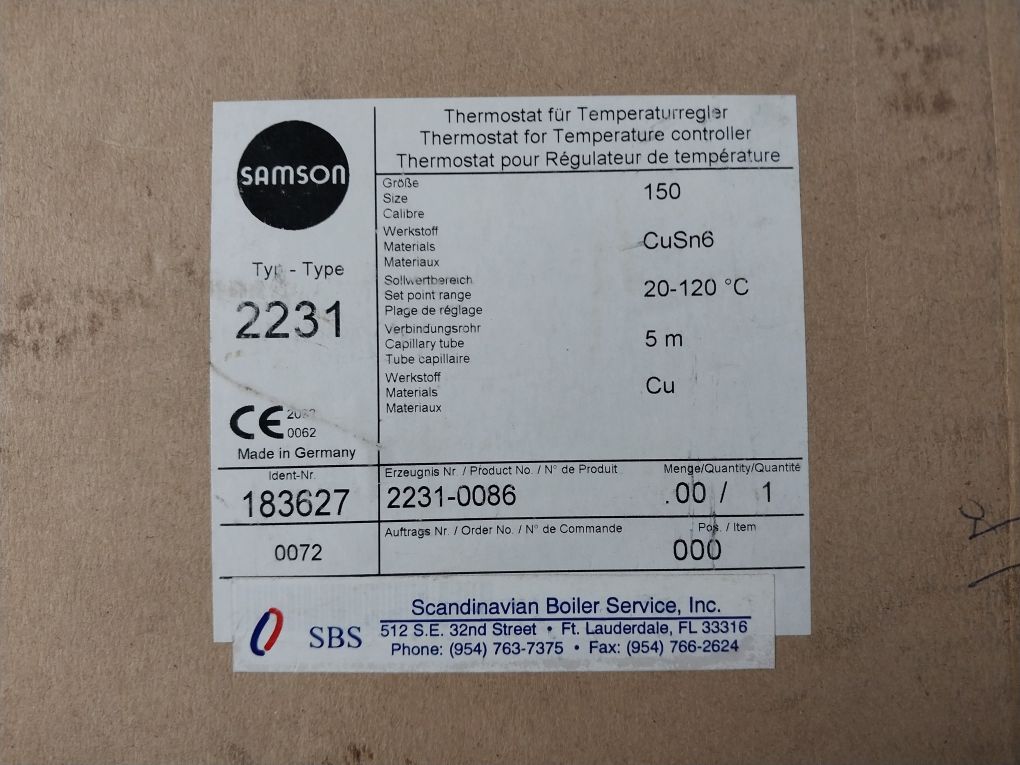 SAMSON
Typ - Type
2231
CE
0062
Made in Germany
Thermostat für Temperaturregler
Thermostat for Temperature controller
Thermostat pour Régulateur de température
Größe
Size
Calibre
150
Werkstoff
Materials
Materiaux
CuSn6
Sollwertbereich
Set point range
Plage de réglage
20-120 °C
Verbindungsrohr
Capillary tube
Tube capillaire
5 m
Werkstoff
Materials
Materiaux
Cu
Ident-Nr.
183627
Erzeugnis Nr. / Product No. / N° de Produit
2231-0086
Menge/Quantity/Quantité
.00 / 1
0072
Auftrags Nr. / Order No. / N° de Commande
Pos. / Item
000
SBS
Scandinavian Boiler Service, Inc.
512 S.E. 32nd Street • Ft. Lauderdale, FL 33316
Phone: (954) 763-7375 • Fax: (954) 766-2624